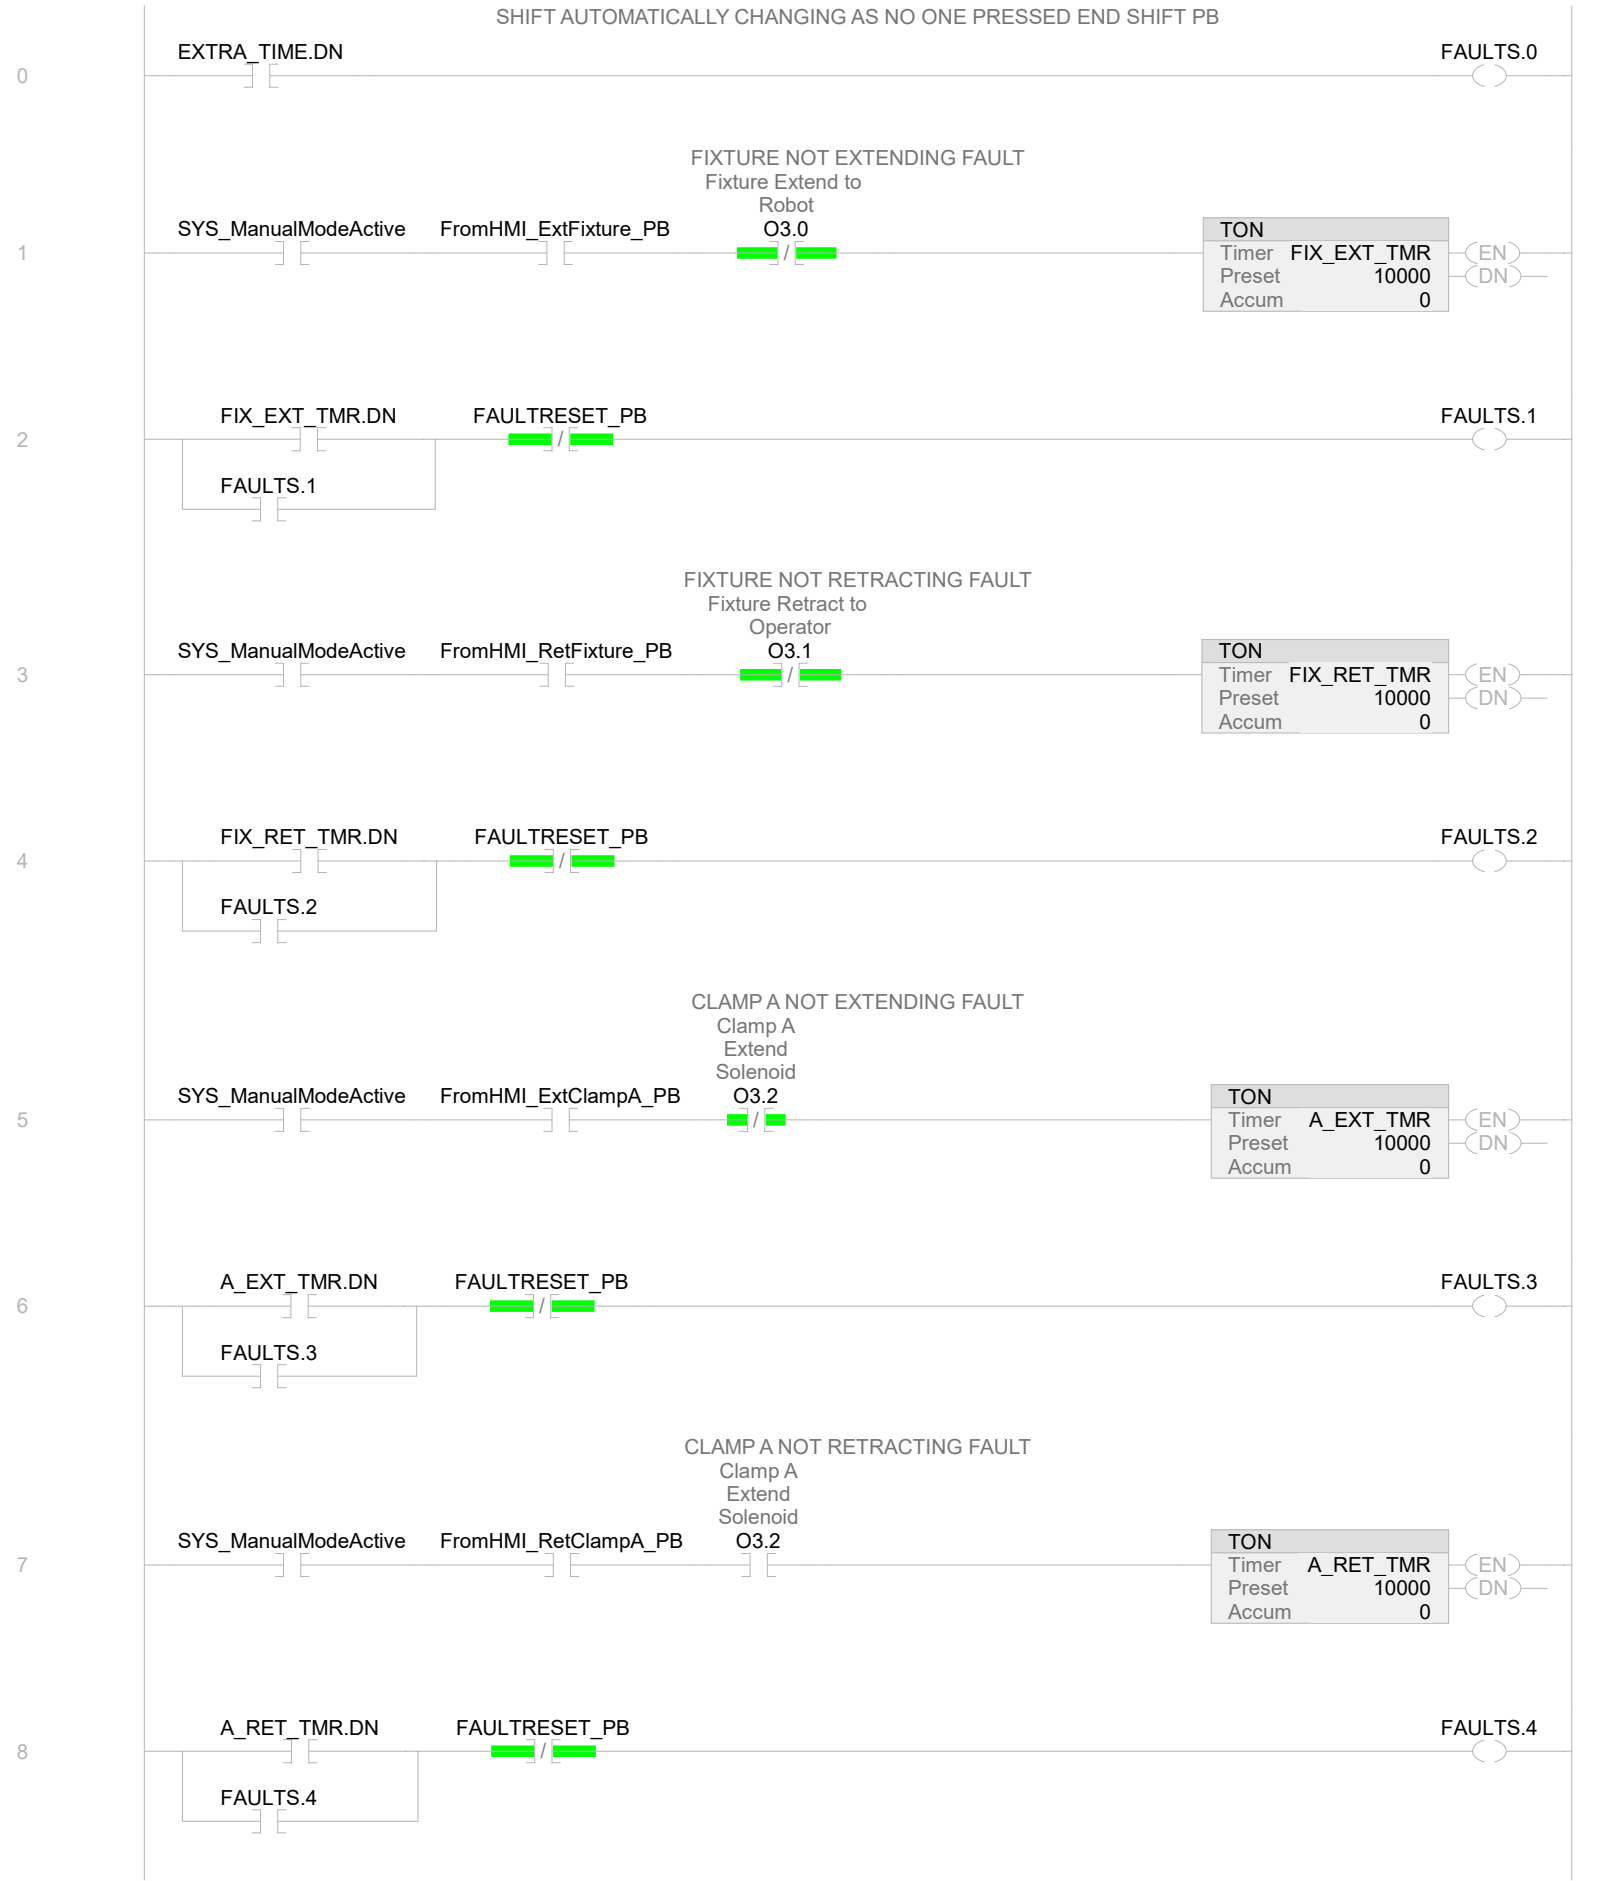 SHIFT AUTOMATICALLY CHANGING AS NO ONE PRESSED END SHIFT PB
EXTRA_TIME.DN FAULTS.0
0
FIXTURE NOT EXTENDING FAULT
Fixture Extend to
Robot
SYS_ManualModeActive FromHMI_ExtFixture_PB O3.0 TON
1 / Timer FIX_EXT_TMR EN
Preset 10000 DN
Accum 0
FIX_EXT_TMR.DN FAULTRESET_PB FAULTS.1
2 /
FAULTS.1
FIXTURE NOT RETRACTING FAULT
Fixture Retract to
Operator
SYS_ManualModeActive FromHMI_RetFixture_PB O3.1 TON
3 / Timer FIX_RET_TMR EN
Preset 10000 DN
Accum 0
FIX_RET_TMR.DN FAULTRESET_PB FAULTS.2
4 /
FAULTS.2
CLAMP A NOT EXTENDING FAULT
Clamp A
Extend
Solenoid
SYS_ManualModeActive FromHMI_ExtClampA_PB O3.2 TON
5 / Timer A_EXT_TMR EN
Preset 10000 DN
Accum 0
A_EXT_TMR.DN FAULTRESET_PB FAULTS.3
6 /
FAULTS.3
CLAMP A NOT RETRACTING FAULT
Clamp A
Extend
Solenoid
SYS_ManualModeActive FromHMI_RetClampA_PB O3.2 TON
7 Timer A_RET_TMR EN
Preset 10000 DN
Accum 0
A_RET_TMR.DN FAULTRESET_PB FAULTS.4
8 /
FAULTS.4